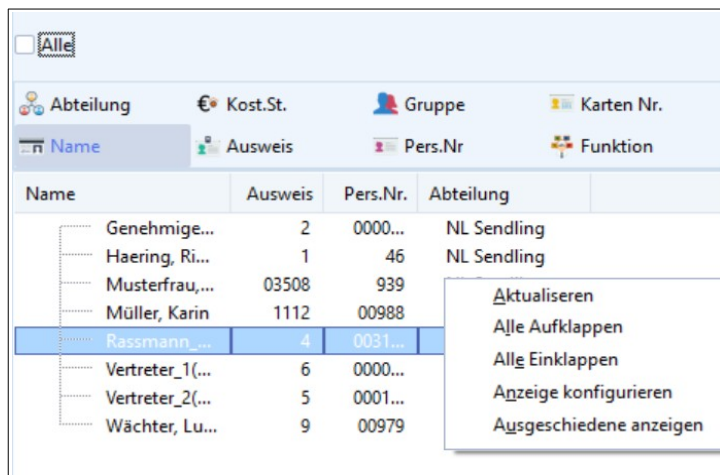 Alle
Abteilung Kost.St. Gruppe Karten Nr.
Name Ausweis Pers.Nr Funktion
Name Ausweis Pers.Nr. Abteilung
Genehmige... 2 0000... NL Sendling
Haering, Ri... 1 46 NL Sendling
Musterfrau,... 03508 939
Müller, Karin 1112 00988
Rassmann_... 4 0031...
Vertreter_1(... 6 0000...
Vertreter_2(... 5 0001...
Wächter, Lu... 9 00979
Aktualiseren
Alle Aufklappen
Alle Einklappen
Anzeige konfigurieren
Ausgeschiedene anzeigen